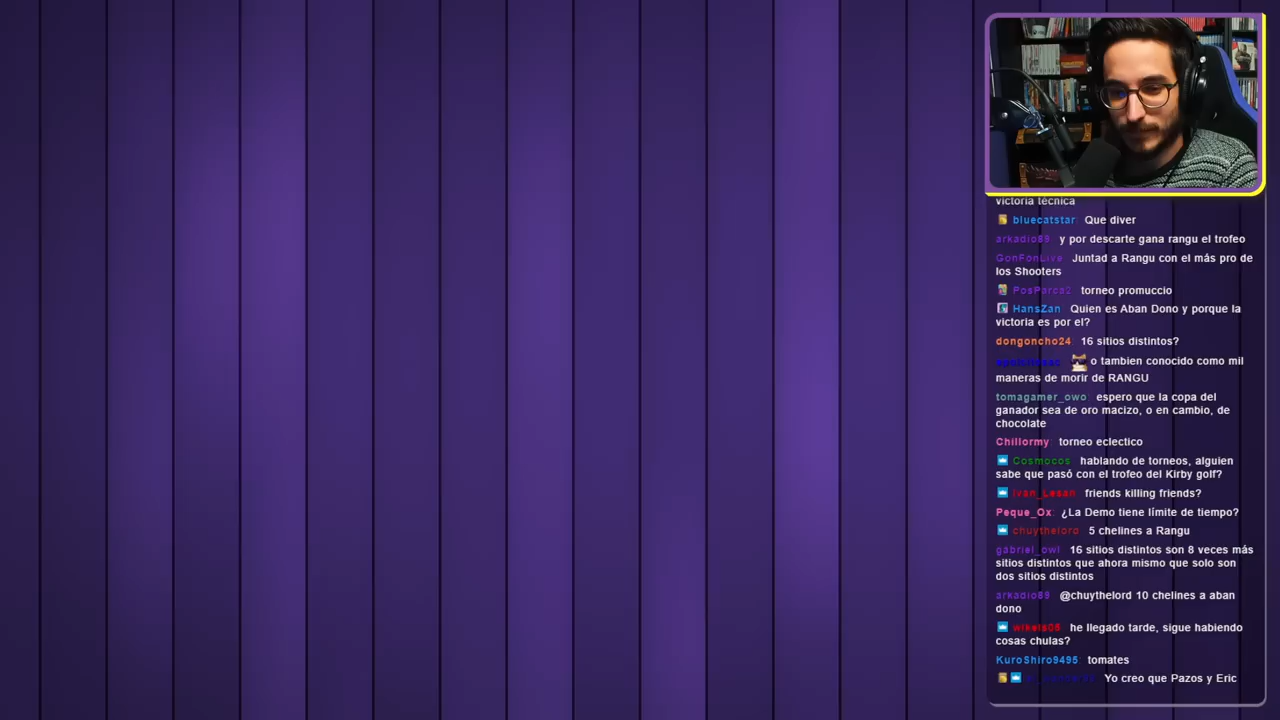 victoria técnica
bluecatstar: Que diver
arkadio89: y por descarte gana rangu el trofeo
GonFonLive: Juntad a Rangu con el más pro de
los Shooters
PosParca2: torneo promuccio
HansZan: Quien es Aban Dono y porque la
victoria es por el?
dongoncho24: 16 sitios distintos?
o tambien conocido como mil
maneras de morir de RANGU
tomagamer_owo: espero que la copa del
ganador sea de oro macizo, o en cambio, de
chocolate
Chillormy: torneo eclectico
Cosmocos: hablando de torneos, alguien
sabe que pasó con el trofeo del Kirby golf?
Ivan_Lesan: friends killing friends?
Peque_Ox: ¿La Demo tiene límite de tiempo?
chuythelord: 5 chelines a Rangu
gabriel_owl: 16 sitios distintos son 8 veces más
sitios distintos que ahora mismo que solo son
dos sitios distintos
arkadio89: @chuythelord 10 chelines a aban
dono
wikels05: he llegado tarde, sigue habiendo
cosas chulas?
KuroShiro9495: tomates
Yo creo que Pazos y Eric